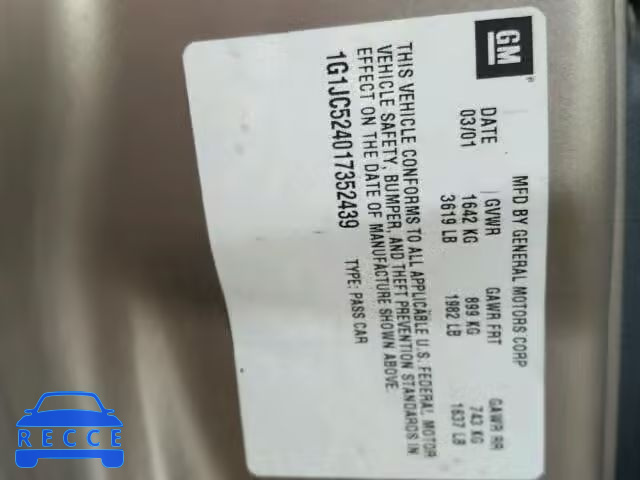 GM
MFD BY GENERAL MOTORS CORP
DATE GVWR GAWR FRT GAWR RR
03/01 1642 KG 899 KG 743 KG
3619 LB 1982 LB 1637 LB
THIS VEHICLE CONFORMS TO ALL APPLICABLE U.S. FEDERAL MOTOR
VEHICLE SAFETY, BUMPER, AND THEFT PREVENTION STANDARDS IN
EFFECT ON THE DATE OF MANUFACTURE SHOWN ABOVE.
1G1JC524017352439 TYPE: PASS CAR
RECCE